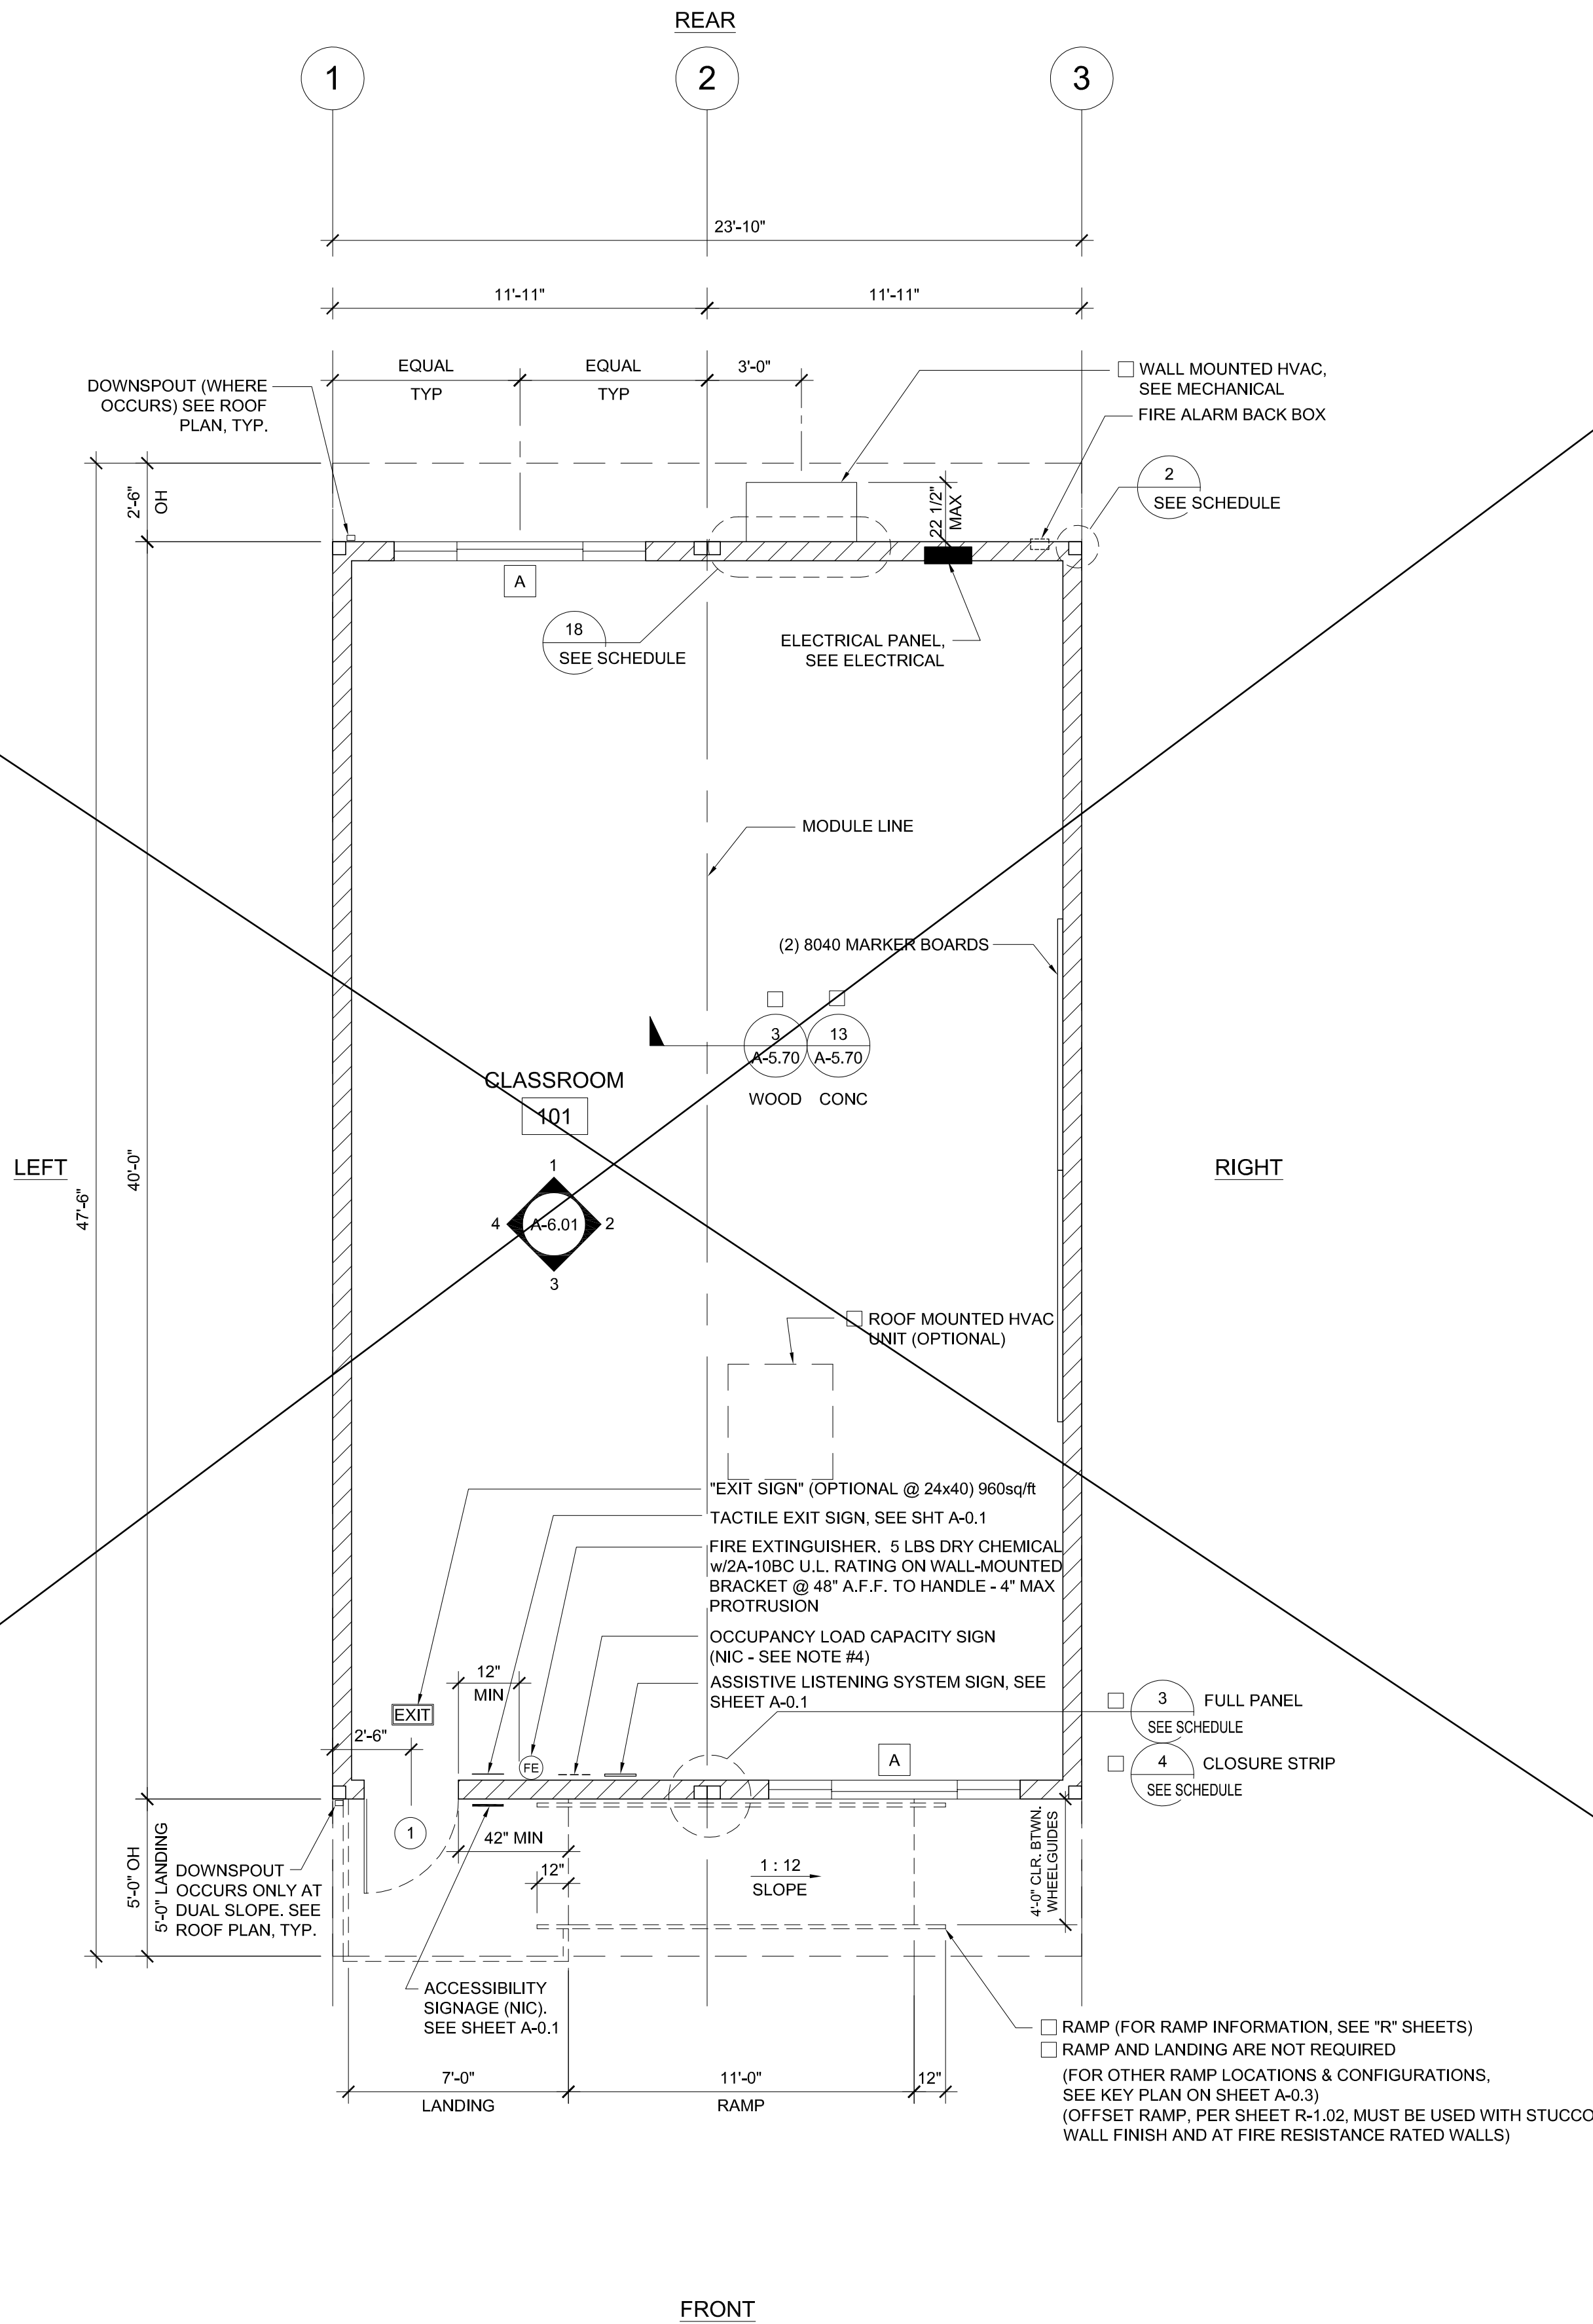 REAR
1
2
3
23'-10"
11'-11"
11'-11"
EQUAL
TYP
EQUAL
TYP
3'-0"
DOWNSPOUT (WHERE
OCCURS) SEE ROOF
PLAN, TYP.
WALL MOUNTED HVAC,
SEE MECHANICAL
FIRE ALARM BACK BOX
2
SEE SCHEDULE
2'-6"
OH
22 1/2"
MAX
A
18
SEE SCHEDULE
ELECTRICAL PANEL,
SEE ELECTRICAL
MODULE LINE
(2) 8040 MARKER BOARDS
3
A-5.70
WOOD
13
A-5.70
CONC
CLASSROOM
101
LEFT
47'-6"
40'-0"
RIGHT
1
4
A-6.01
2
3
ROOF MOUNTED HVAC
UNIT (OPTIONAL)
"EXIT SIGN" (OPTIONAL @ 24x40) 960sq/ft
TACTILE EXIT SIGN, SEE SHT A-0.1
FIRE EXTINGUISHER. 5 LBS DRY CHEMICAL
w/2A-10BC U.L. RATING ON WALL-MOUNTED
BRACKET @ 48" A.F.F. TO HANDLE - 4" MAX
PROTRUSION
OCCUPANCY LOAD CAPACITY SIGN
(NIC - SEE NOTE #4)
ASSISTIVE LISTENING SYSTEM SIGN, SEE
SHEET A-0.1
12"
MIN
EXIT
2'-6"
FE
A
3
SEE SCHEDULE
FULL PANEL
4
SEE SCHEDULE
CLOSURE STRIP
1
42" MIN
12"
1 : 12
SLOPE
4'-0" CLR. BTWN.
WHEELGUIDES
5'-0" OH
5'-0" LANDING
DOWNSPOUT
OCCURS ONLY AT
DUAL SLOPE. SEE
ROOF PLAN, TYP.
ACCESSIBILITY
SIGNAGE (NIC).
SEE SHEET A-0.1
RAMP (FOR RAMP INFORMATION, SEE "R" SHEETS)
RAMP AND LANDING ARE NOT REQUIRED
(FOR OTHER RAMP LOCATIONS & CONFIGURATIONS,
SEE KEY PLAN ON SHEET A-0.3)
(OFFSET RAMP, PER SHEET R-1.02, MUST BE USED WITH STUCCO
WALL FINISH AND AT FIRE RESISTANCE RATED WALLS)
7'-0"
LANDING
11'-0"
RAMP
12"
FRONT